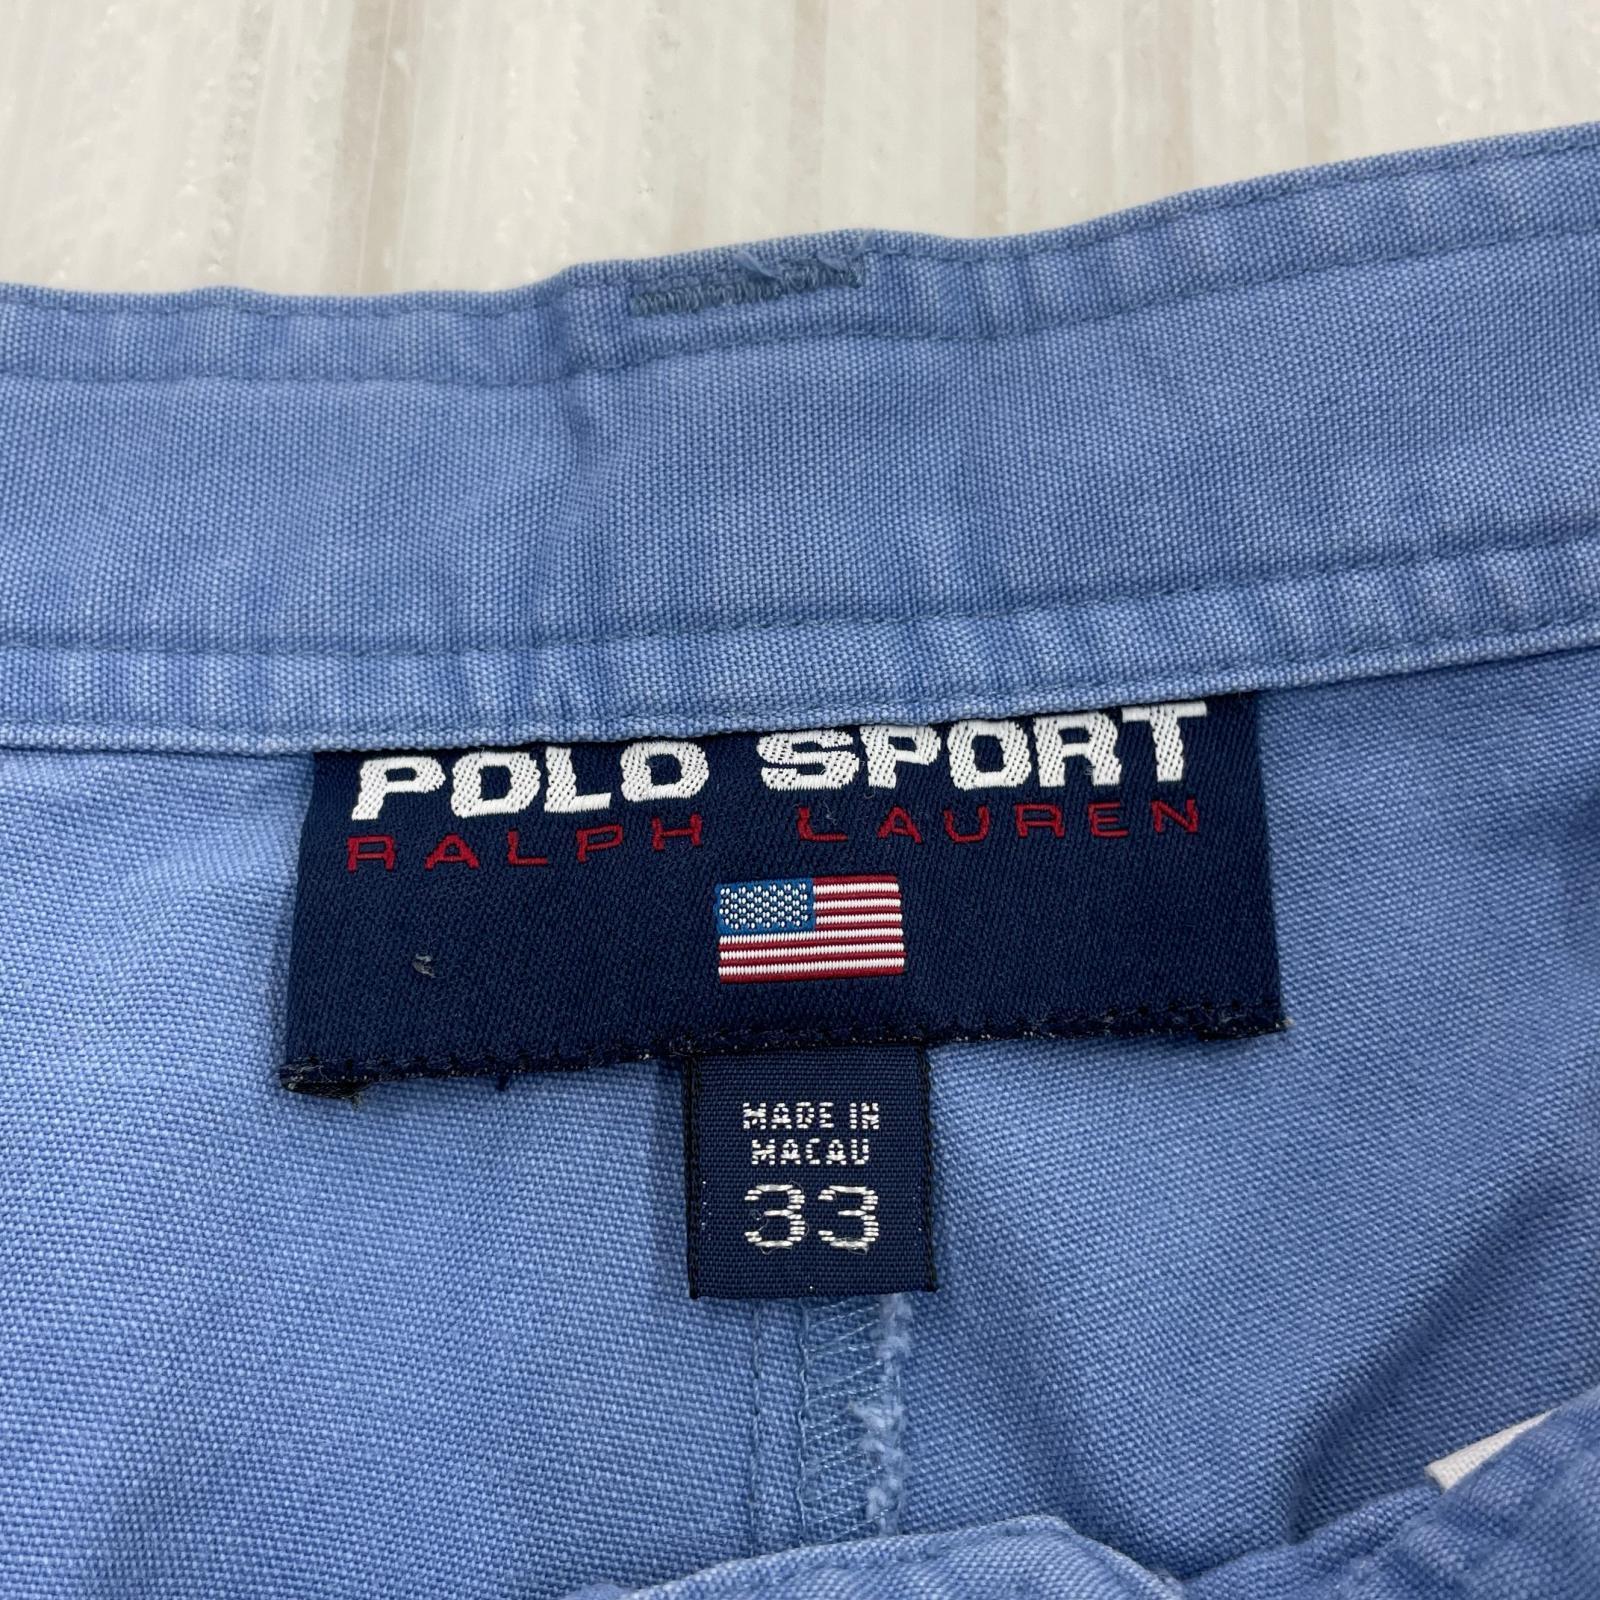 POLO SPORT
RALPH LAUREN
MADE IN
MACAU
33